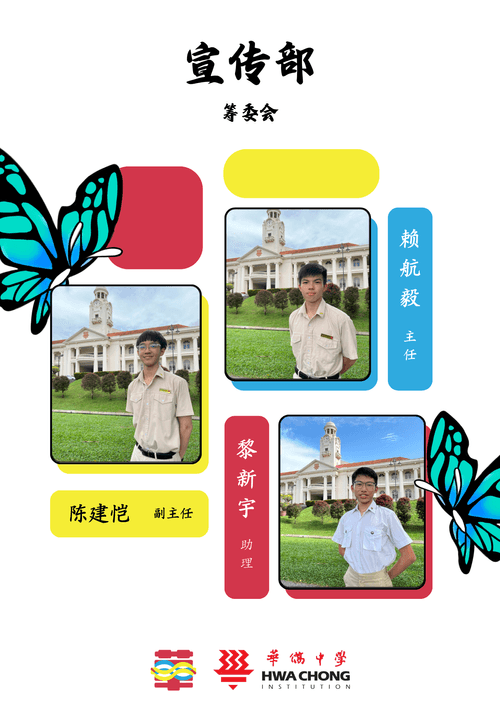 宣传部
筹委会
赖航毅
主任
陈建恺 副主任
黎新宇
助理
華僑中學
HWA CHONG
INSTITUTION